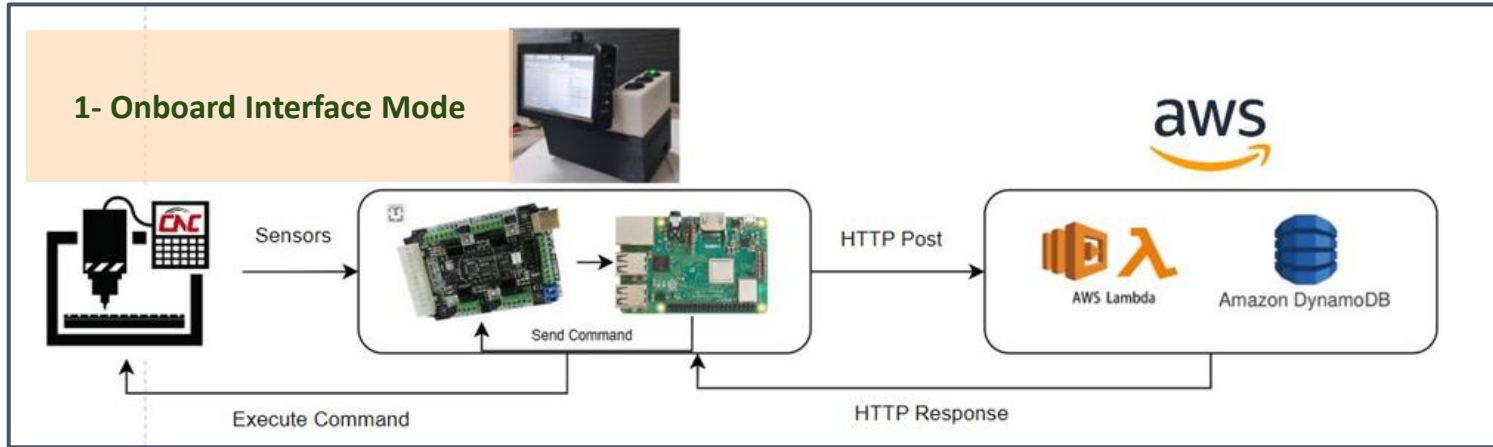 1- Onboard Interface Mode
aws
CNC
Sensors
HTTP Post
AWS Lambda
Amazon DynamoDB
Send Command
Execute Command
HTTP Response